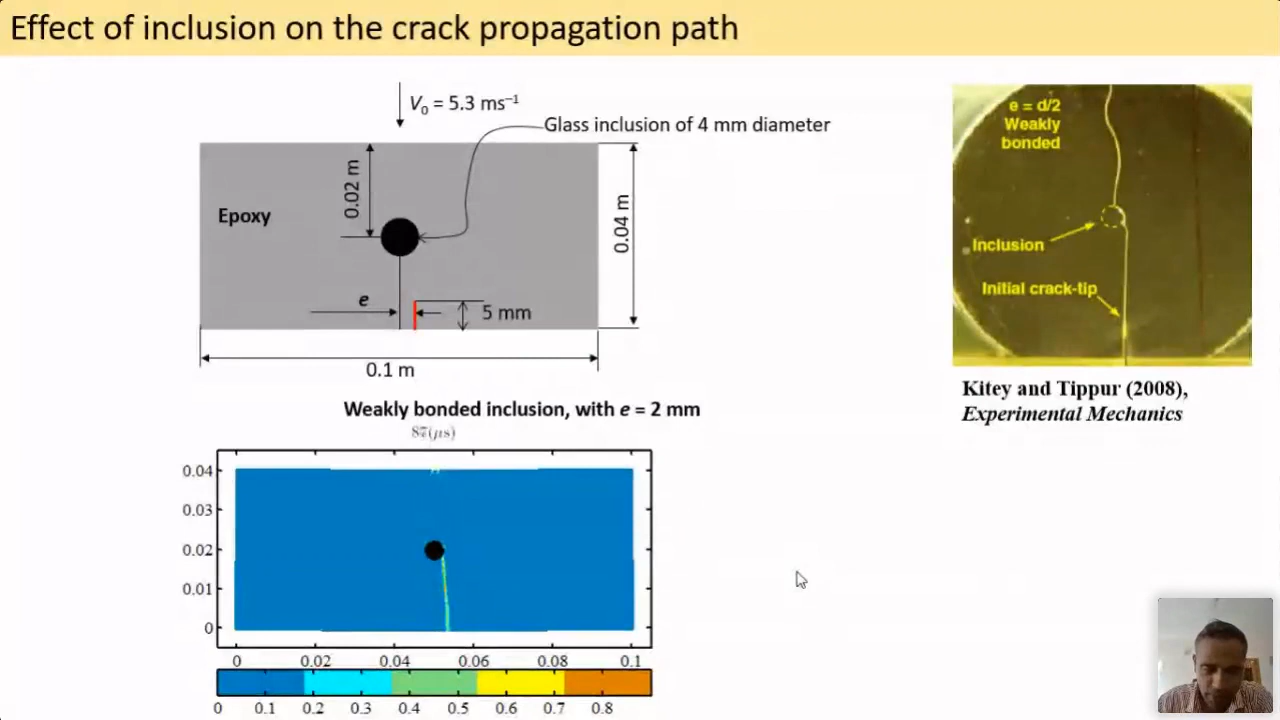 Effect of inclusion on the crack propagation path
V₀ = 5.3 ms⁻¹
Glass inclusion of 4 mm diameter
0.02 m
Epoxy
0.04 m
e
5 mm
0.1 m
e = d/2
Weakly
bonded
Inclusion
Initial crack-tip
Kitey and Tippur (2008),
Experimental Mechanics
Weakly bonded inclusion, with e = 2 mm
87(μs)
0.04
0.03
0.02
0.01
0
0 0.02 0.04 0.06 0.08 0.1
0 0.1 0.2 0.3 0.4 0.5 0.6 0.7 0.8